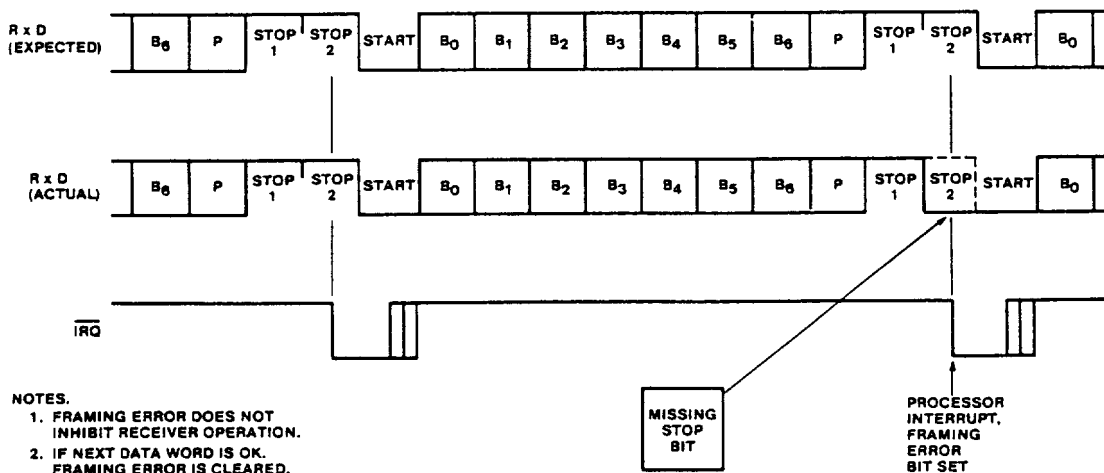 R x D
(EXPECTED)
B6 P STOP 1 STOP 2 START B0 B1 B2 B3 B4 B5 B6 P STOP 1 STOP 2 START B0
R x D
(ACTUAL)
B6 P STOP 1 STOP 2 START B0 B1 B2 B3 B4 B5 B6 P STOP 1 STOP 2 START B0
IRQ
NOTES.
1. FRAMING ERROR DOES NOT
INHIBIT RECEIVER OPERATION.
2. IF NEXT DATA WORD IS OK.
FRAMING ERROR IS CLEARED.
MISSING
STOP
BIT
PROCESSOR
INTERRUPT,
FRAMING
ERROR
BIT SET